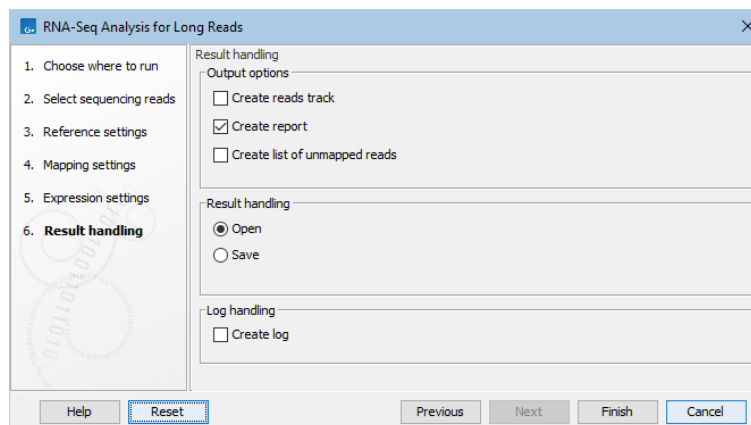 RNA-Seq Analysis for Long Reads
1. Choose where to run
2. Select sequencing reads
3. Reference settings
4. Mapping settings
5. Expression settings
6. Result handling
Result handling
Output options
Create reads track
Create report
Create list of unmapped reads
Result handling
Open
Save
Log handling
Create log
Help
Reset
Previous
Next
Finish
Cancel